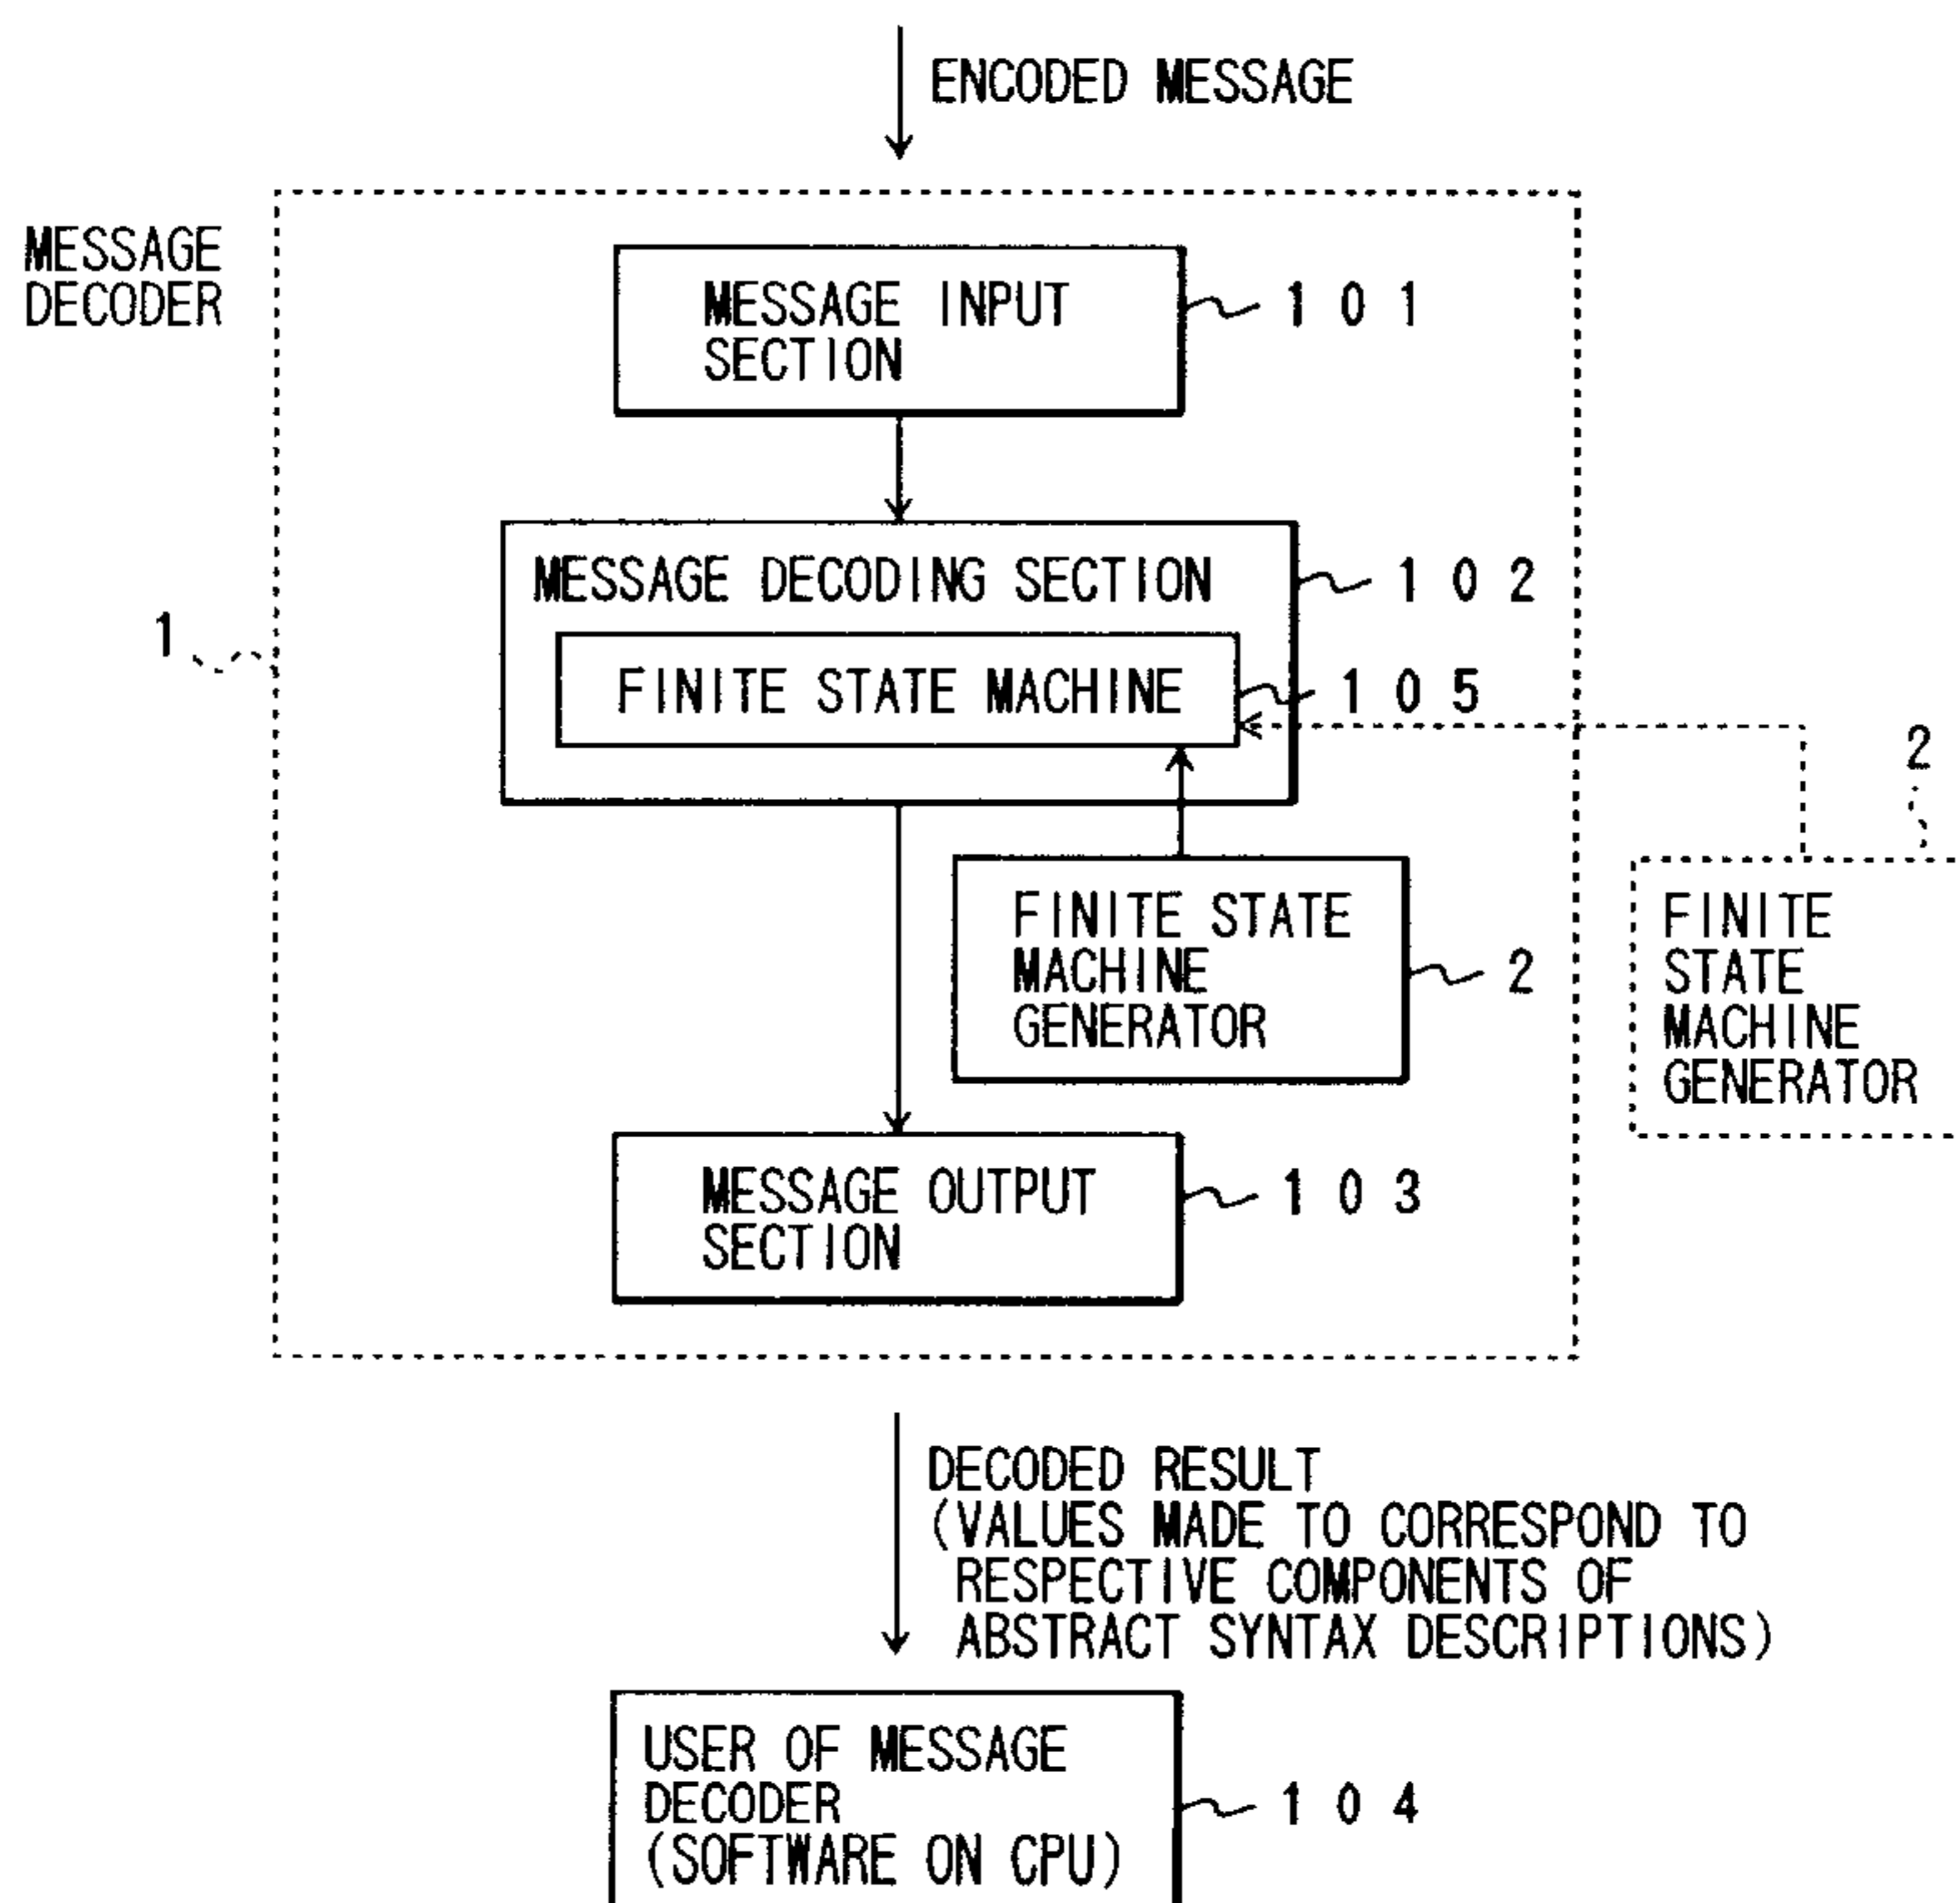 ENCODED MESSAGE
MESSAGE
DECODER
MESSAGE INPUT
SECTION
101
MESSAGE DECODING SECTION
102
1
FINITE STATE MACHINE
105
2
FINITE STATE
MACHINE
GENERATOR
2
FINITE
STATE
MACHINE
GENERATOR
MESSAGE OUTPUT
SECTION
103
DECODED RESULT
(VALUES MADE TO CORRESPOND TO
RESPECTIVE COMPONENTS OF
ABSTRACT SYNTAX DESCRIPTIONS)
USER OF MESSAGE
DECODER
(SOFTWARE ON CPU)
104